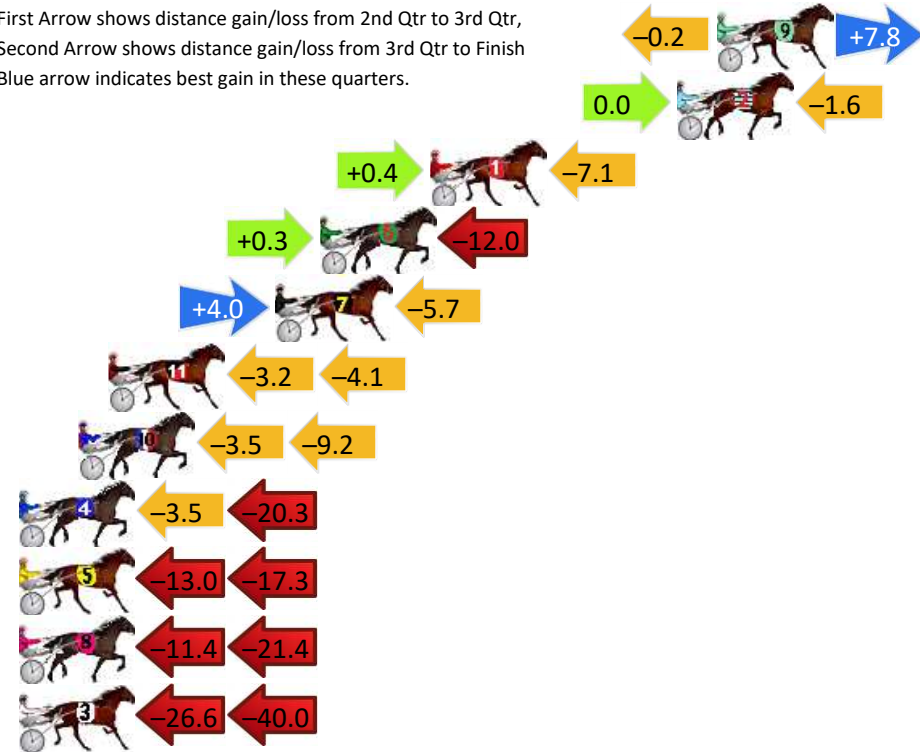 First Arrow shows distance gain/loss from 2nd Qtr to 3rd Qtr,
Second Arrow shows distance gain/loss from 3rd Qtr to Finish
Blue arrow indicates best gain in these quarters.
–0.2 9 +7.8
0.0 2 –1.6
+0.4 1 –7.1
+0.3 6 –12.0
+4.0 7 –5.7
11 –3.2 –4.1
10 –3.5 –9.2
4 –3.5 –20.3
5 –13.0 –17.3
8 –11.4 –21.4
3 –26.6 –40.0